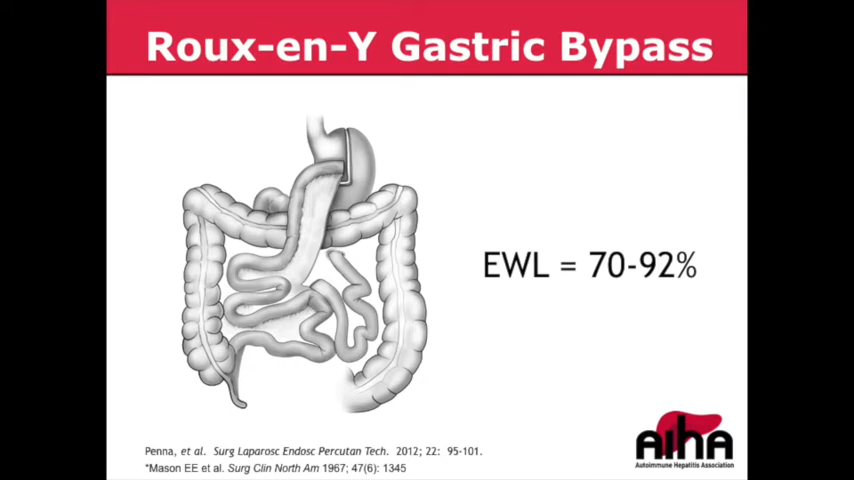 Roux-en-Y Gastric Bypass
EWL = 70-92%
Penna, et al. Surg Laparosc Endosc Percutan Tech. 2012; 22: 95-101.
*Mason EE et al. Surg Clin North Am 1967; 47(6): 1345
AIHA
Autoimmune Hepatitis Association